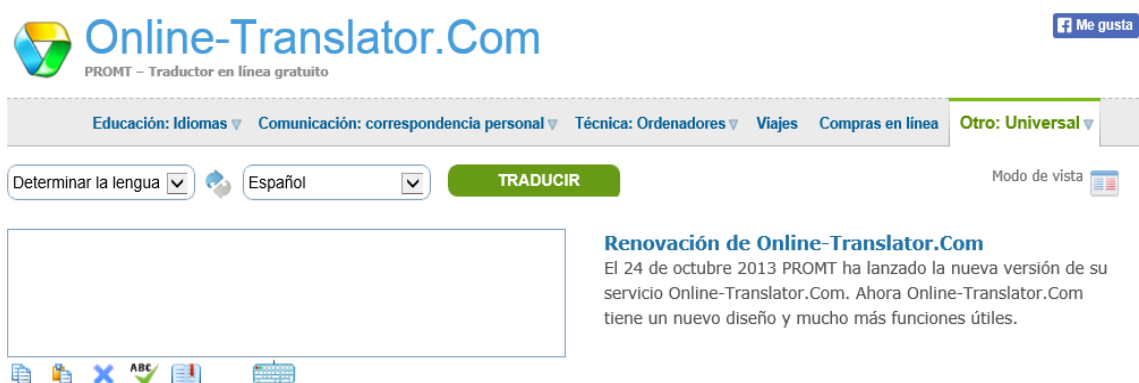 Online-Translator.Com
Me gusta
PROMT – Traductor en línea gratuito
Educación: Idiomas Comunicación: correspondencia personal Técnica: Ordenadores Viajes Compras en línea Otro: Universal
Determinar la lengua Español TRADUCIR Modo de vista
Renovación de Online-Translator.Com
El 24 de octubre 2013 PROMT ha lanzado la nueva versión de su
servicio Online-Translator.Com. Ahora Online-Translator.Com
tiene un nuevo diseño y mucho más funciones útiles.
ABC